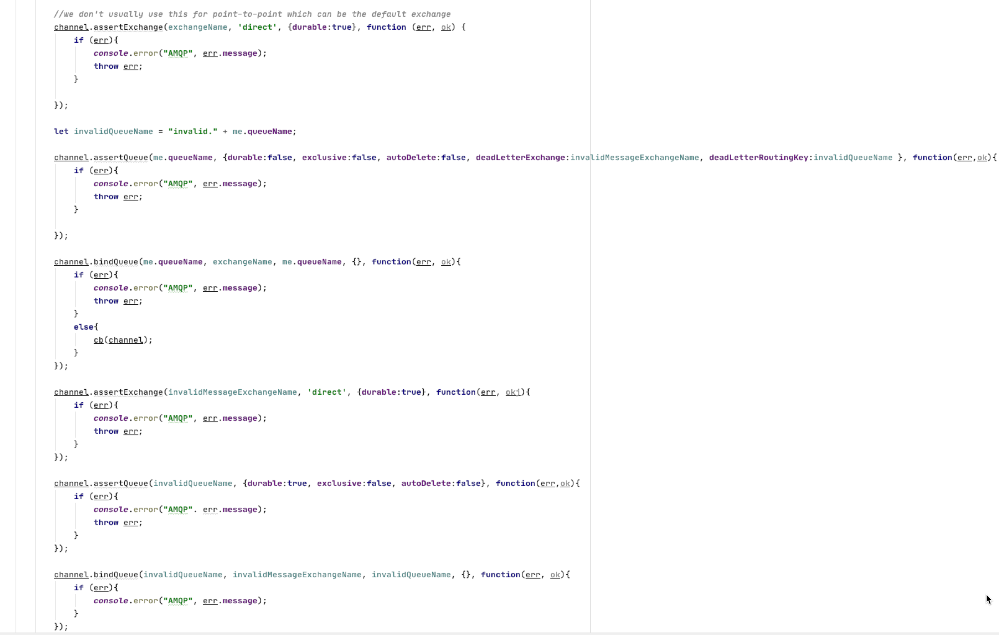 //we don't usually use this for point-to-point which can be the default exchange
channel.assertExchange(exchangeName, 'direct', {durable:true}, function (err, ok) {
if (err){
console.error("AMQP", err.message);
throw err;
}
});
let invalidQueueName = "invalid." + me.queueName;
channel.assertQueue(me.queueName, {durable:false, exclusive:false, autoDelete:false, deadLetterExchange:invalidMessageExchangeName, deadLetterRoutingKey:invalidQueueName }, function(err,ok){
if (err){
console.error("AMQP", err.message);
throw err;
}
});
channel.bindQueue(me.queueName, exchangeName, me.queueName, {}, function(err, ok){
if (err){
console.error("AMQP", err.message);
throw err;
}
else{
cb(channel);
}
});
channel.assertExchange(invalidMessageExchangeName, 'direct', {durable:true}, function(err, okj){
if (err){
console.error("AMQP", err.message);
throw err;
}
});
channel.assertQueue(invalidQueueName, {durable:true, exclusive:false, autoDelete:false}, function(err,ok){
if (err){
console.error("AMQP". err.message);
throw err;
}
});
channel.bindQueue(invalidQueueName, invalidMessageExchangeName, invalidQueueName, {}, function(err, ok){
if (err){
console.error("AMQP", err.message);
}
});